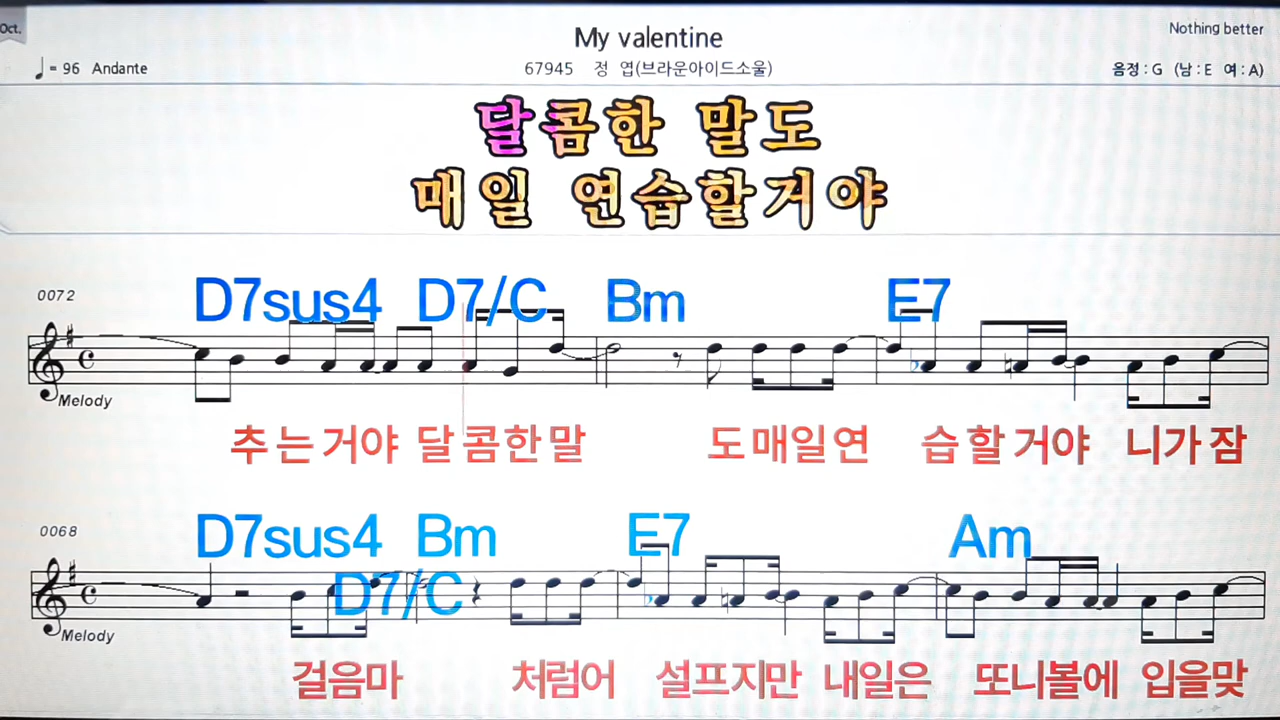 Oct.
My valentine
Nothing better
♩= 96 Andante
67945 정 엽(브라운아이드소울)
음정 : G (남 : E 여 : A)
달콤한 말도
매일 연습할거야
D7sus4 D7/C Bm E7
0072
Melody
추는거야 달콤한말 도매일연 습할거야 니가잠
D7sus4 Bm E7 Am
0068
D7/C
Melody
걸음마 처럼어 설프지만 내일은 또니볼에 입을맞